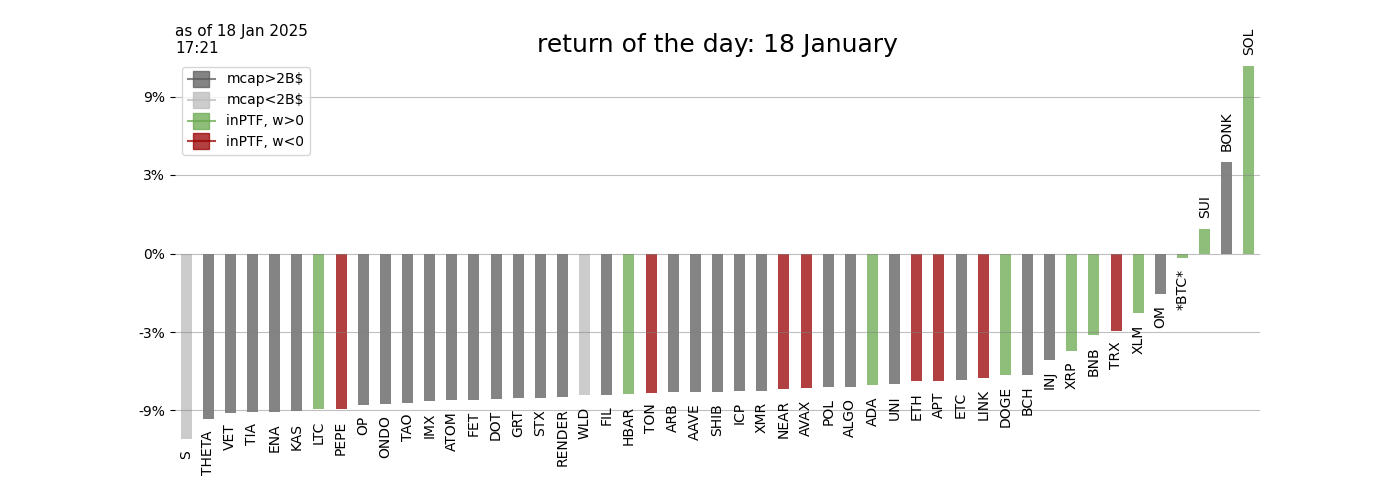 as of 18 Jan 2025
17:21
return of the day: 18 January
mcap>2B$
mcap<2B$
inPTF, w>0
inPTF, w<0
9%
3%
0%
-3%
-9%
S
THETA
VET
TIA
ENA
KAS
LTC
PEPE
OP
ONDO
TAO
IMX
ATOM
FET
DOT
GRT
STX
RENDER
WLD
FIL
HBAR
TON
ARB
AAVE
SHIB
ICP
XMR
NEAR
AVAX
POL
ALGO
ADA
UNI
ETH
APT
ETC
LINK
DOGE
BCH
INJ
XRP
BNB
TRX
XLM
OM
*BTC*
SUI
BONK
SOL